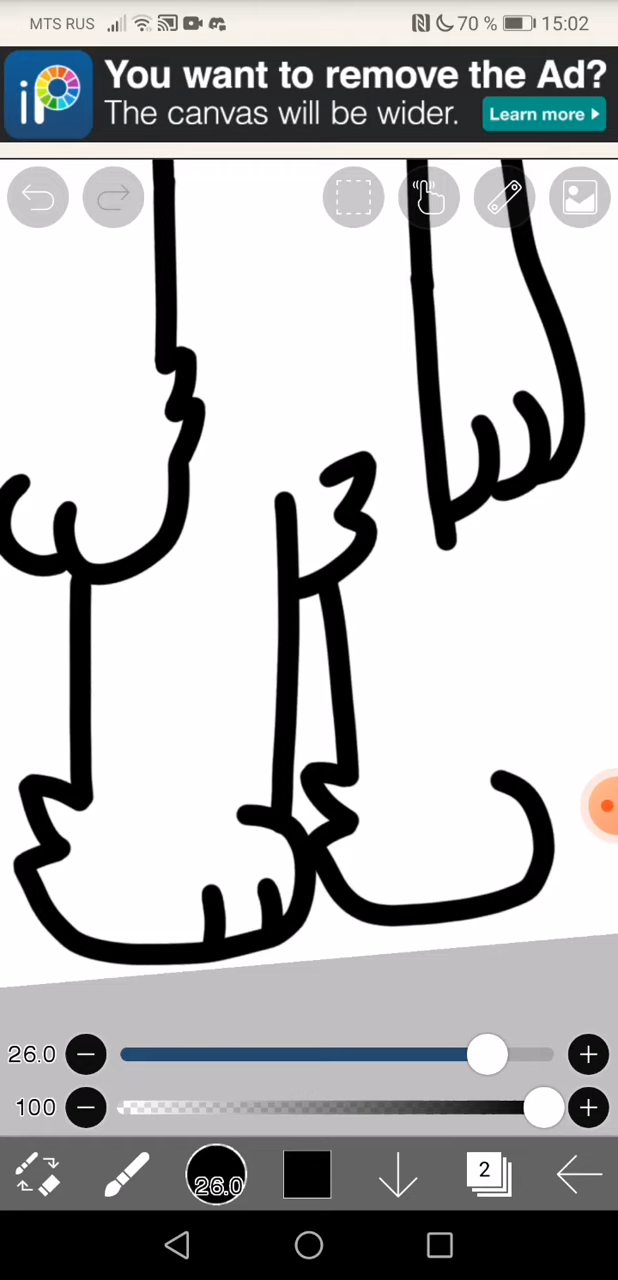 MTS RUS 70 % 15:02
iP You want to remove the Ad?
The canvas will be wider. Learn more
26.0
100
26.0 2